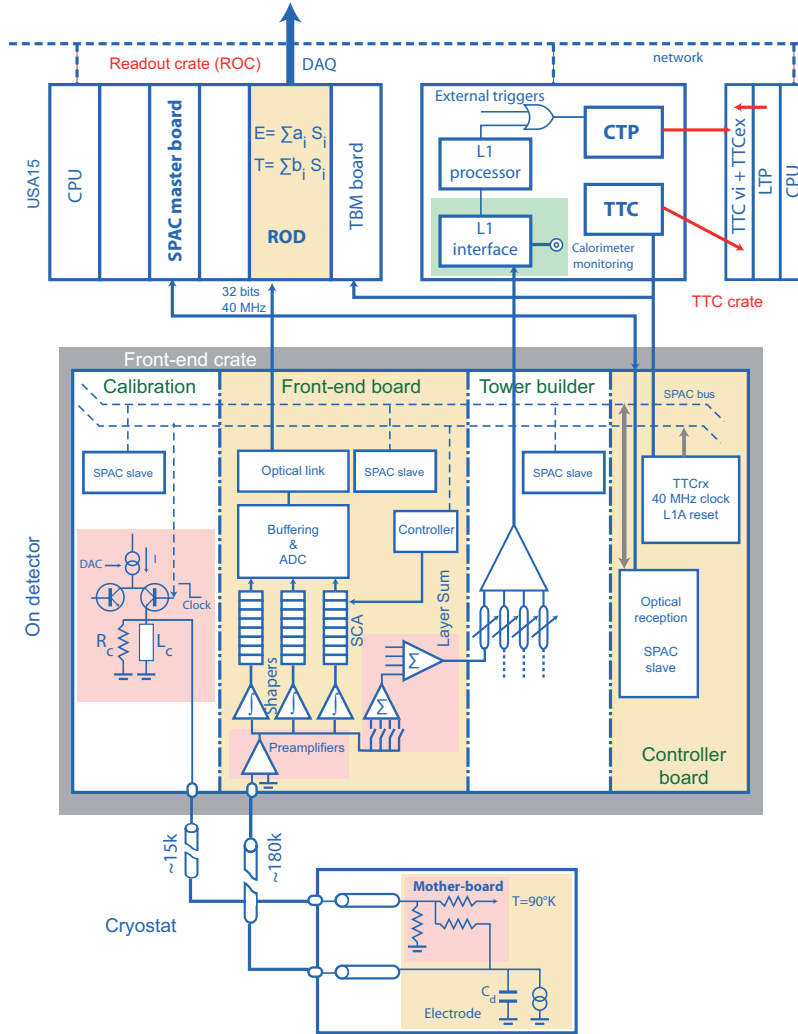 DAQ
network
Readout crate (ROC)
USA15
CPU
SPAC master board
E= ∑a_i S_i
T= ∑b_i S_i
ROD
TBM board
External triggers
CTP
L1
processor
TTC
L1
interface
Calorimeter
monitoring
TTC vi + TTCex
LTP
CPU
TTC crate
32 bits
40 MHz
Front-end crate
Calibration
Front-end board
Tower builder
SPAC bus
SPAC slave
Optical link
SPAC slave
SPAC slave
TTCrx
40 MHz clock
L1A reset
Buffering
&
ADC
Controller
DAC
I
Clock
R_c
L_c
SCA
Shapers
∫
∫
∫
Layer Sum
∑
∑
Preamplifiers
Optical
reception
SPAC
slave
Controller
board
On detector
~15k
~180k
Cryostat
Mother-board
T=90°K
C_d
Electrode